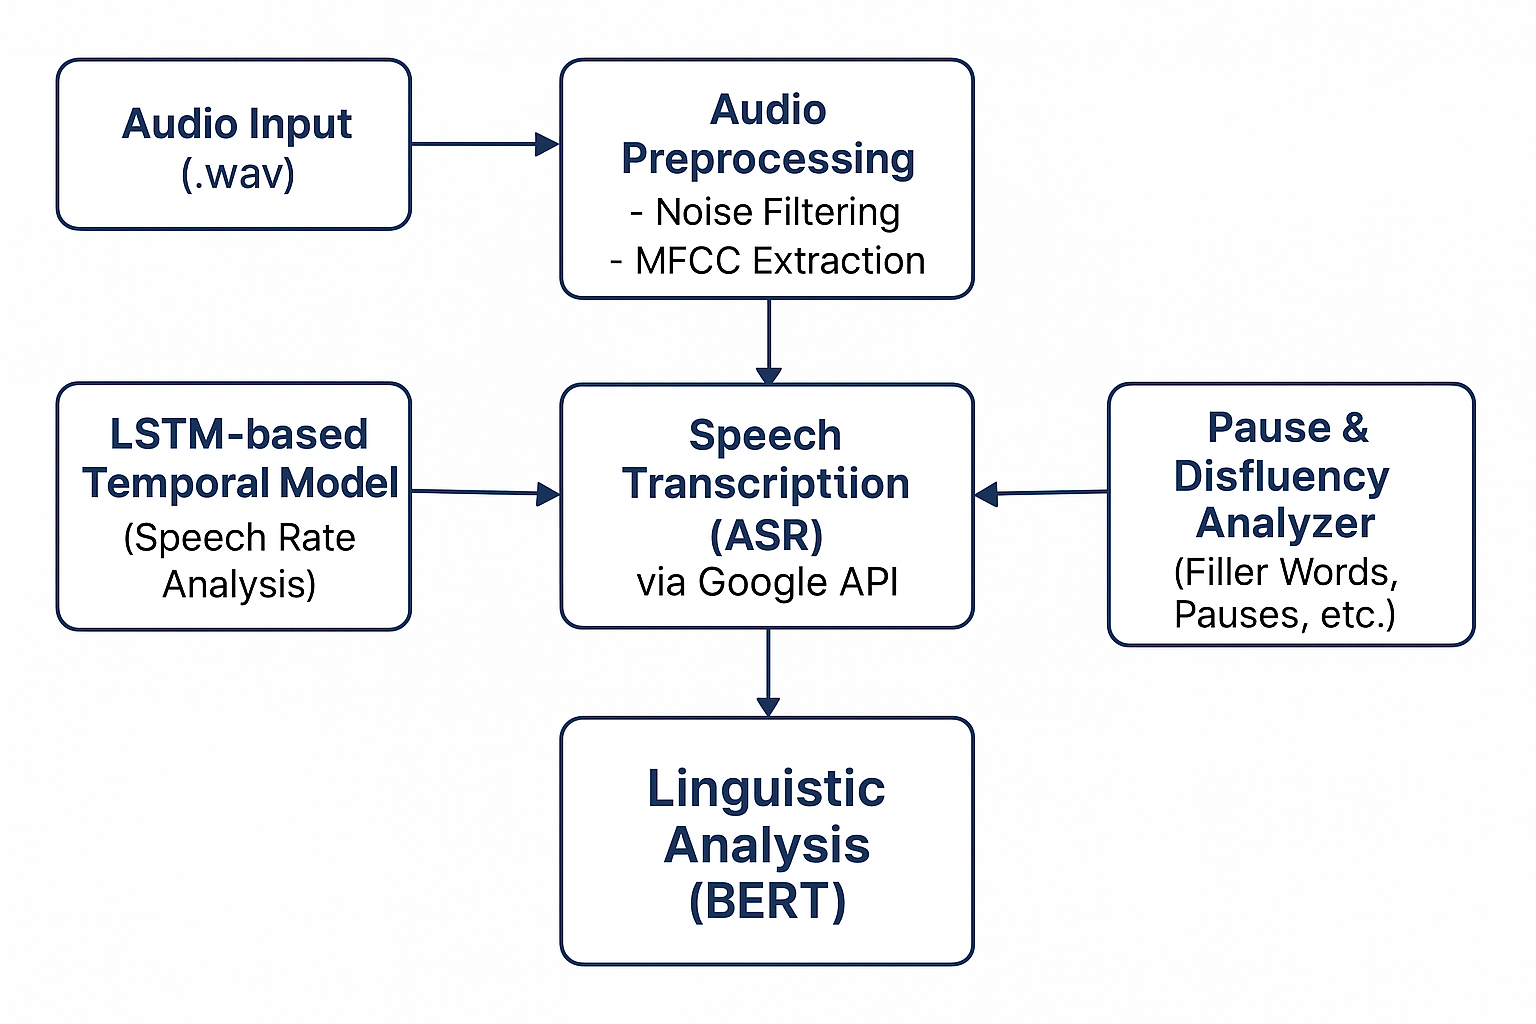 Audio Input
(.wav)
Audio
Preprocessing
- Noise Filtering
- MFCC Extraction
LSTM-based
Temporal Model
(Speech Rate
Analysis)
Speech
Transcriptiion
(ASR)
via Google API
Pause &
Disfluency
Analyzer
(Filler Words,
Pauses, etc.)
Linguistic
Analysis
(BERT)